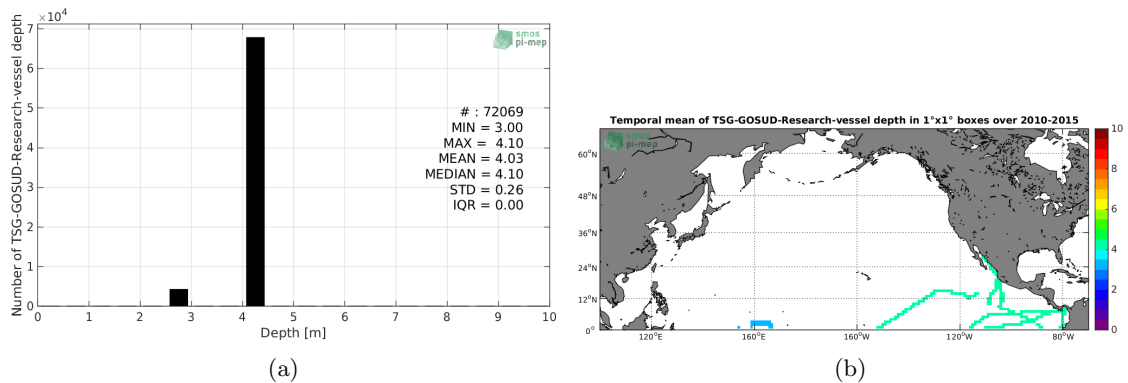 ×10⁴
smos
pi-mep
Number of TSG-GOSUD-Research-vessel depth
7
6
5
4
3
2
1
0
# : 72069
MIN = 3.00
MAX = 4.10
MEAN = 4.03
MEDIAN = 4.10
STD = 0.26
IQR = 0.00
0 1 2 3 4 5 6 7 8 9 10
Depth [m]
(a)
Temporal mean of TSG-GOSUD-Research-vessel depth in 1°x1° boxes over 2010-2015
smos
pi-mep
60°N
48°N
36°N
24°N
12°N
0°
120°E 160°E 160°W 120°W 80°W
10
8
6
4
2
0
(b)